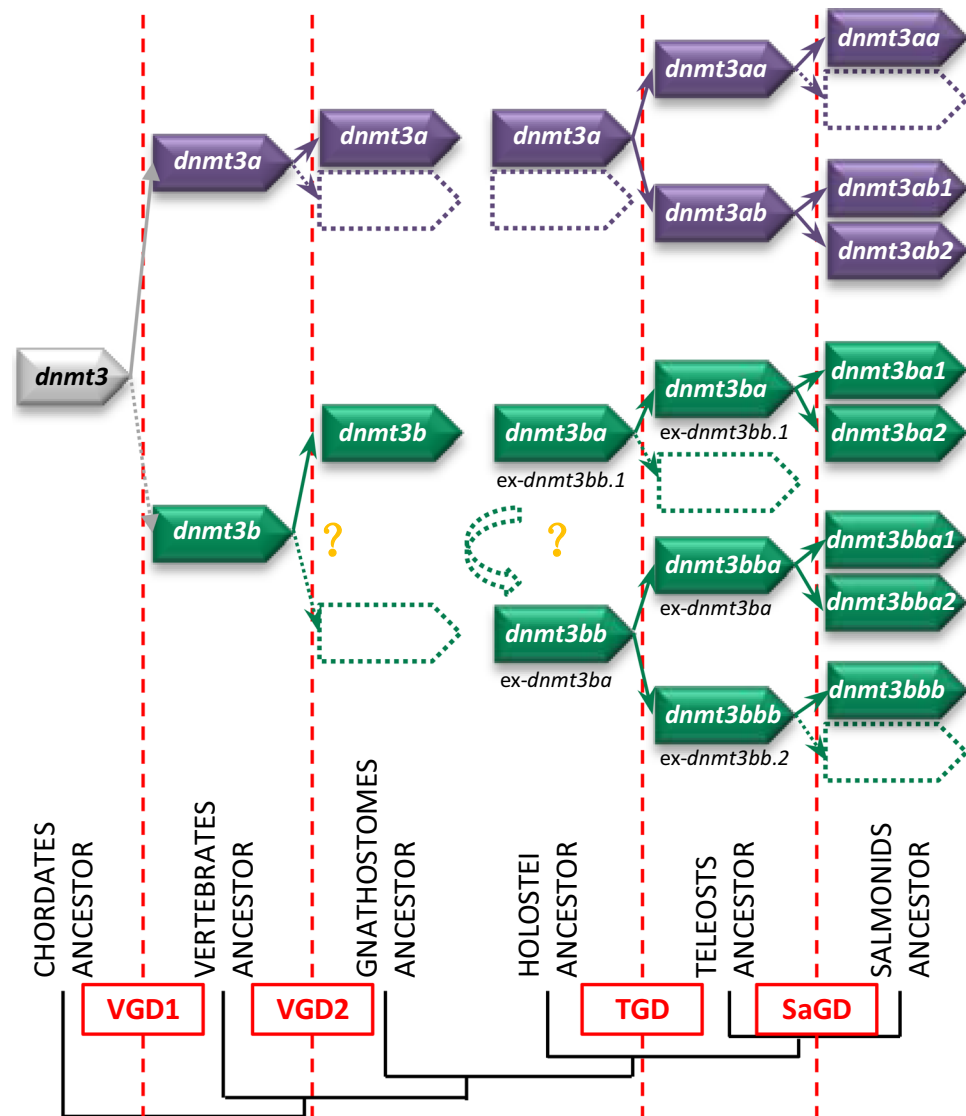 dnmt3aa
dnmt3aa
dnmt3a
dnmt3a
dnmt3a
dnmt3ab1
dnmt3ab
dnmt3ab2
dnmt3
dnmt3ba1
dnmt3ba
dnmt3b
dnmt3ba
ex-dnmt3bb.1
dnmt3ba2
ex-dnmt3bb.1
dnmt3b
?
?
dnmt3bba1
dnmt3bba
ex-dnmt3ba
dnmt3bba2
dnmt3bb
ex-dnmt3ba
dnmt3bbb
dnmt3bbb
ex-dnmt3bb.2
CHORDATES
ANCESTOR
VERTEBRATES
ANCESTOR
GNATHOSTOMES
ANCESTOR
HOLOSTEI
ANCESTOR
TELEOSTS
ANCESTOR
SALMONIDS
ANCESTOR
VGD1
VGD2
TGD
SaGD